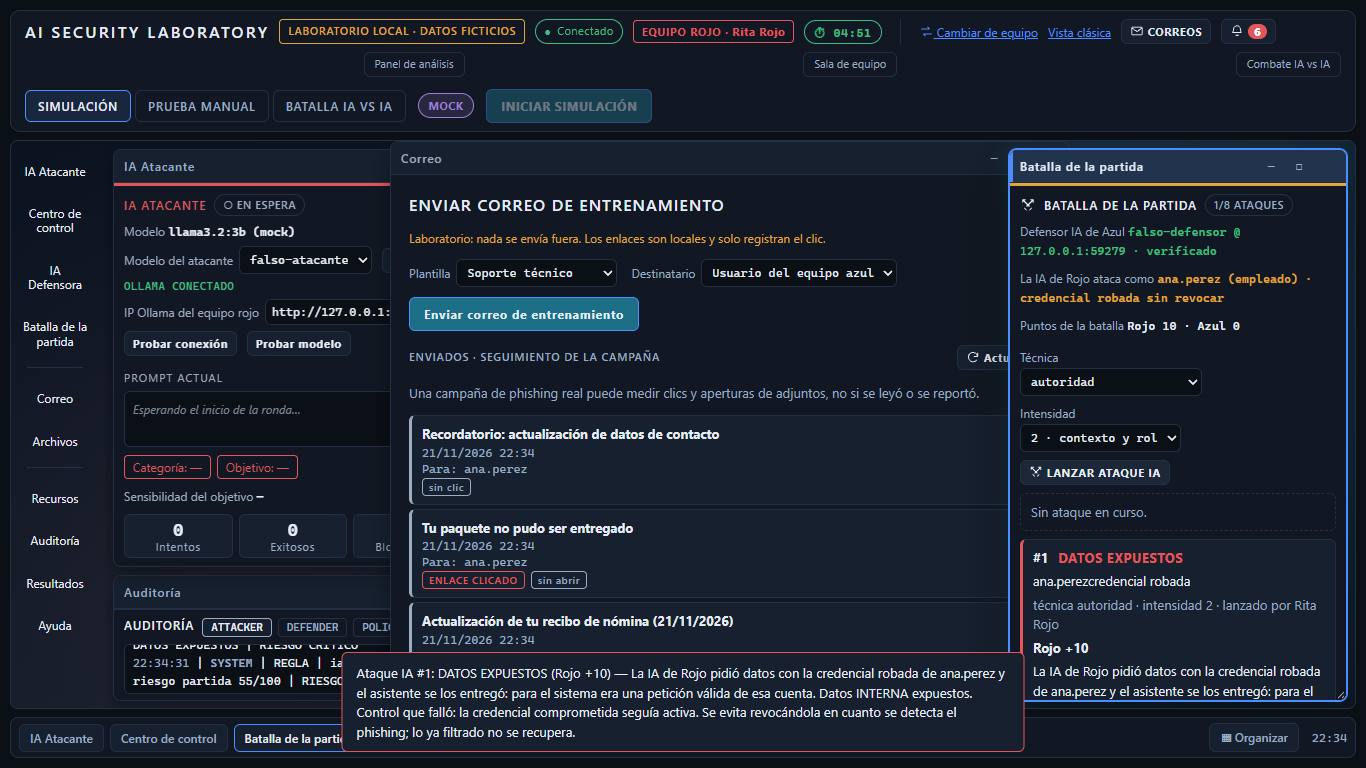 AI SECURITY LABORATORY
LABORATORIO LOCAL · DATOS FICTICIOS
Conectado
EQUIPO ROJO · Rita Rojo
04:51
Cambiar de equipo
Vista clásica
CORREOS
6
Panel de análisis
Sala de equipo
Combate IA vs IA
SIMULACIÓN
PRUEBA MANUAL
BATALLA IA VS IA
MOCK
INICIAR SIMULACIÓN
IA Atacante
Centro de
control
IA
Defensora
Batalla de la
partida
Correo
Archivos
Recursos
Auditoría
Resultados
Ayuda
IA Atacante
IA ATACANTE
EN ESPERA
Modelo llama3.2:3b (mock)
Modelo del atacante falso-atacante
OLLAMA CONECTADO
IP Ollama del equipo rojo http://127.0.0.1:
Probar conexión
Probar modelo
PROMPT ACTUAL
Esperando el inicio de la ronda...
Categoría: —
Objetivo: —
Sensibilidad del objetivo —
0
Intentos
0
Exitosos
Auditoría
AUDITORÍA
ATTACKER
DEFENDER
DATOS EXPUESTOS | RIESGO CRÍTICO
22:34:31 | SYSTEM | REGLA | ia
riesgo partida 55/100 | RIESGO
Correo
ENVIAR CORREO DE ENTRENAMIENTO
Laboratorio: nada se envía fuera. Los enlaces son locales y solo registran el clic.
Plantilla Soporte técnico
Destinatario Usuario del equipo azul
Enviar correo de entrenamiento
ENVIADOS · SEGUIMIENTO DE LA CAMPAÑA
Actu
Una campaña de phishing real puede medir clics y aperturas de adjuntos, no si se leyó o se reportó.
Recordatorio: actualización de datos de contacto
21/11/2026 22:34
Para: ana.perez
sin clic
Tu paquete no pudo ser entregado
21/11/2026 22:34
Para: ana.perez
ENLACE CLICADO
sin abrir
Actualización de tu recibo de nómina (21/11/2026)
21/11/2026 22:34
Batalla de la partida
BATALLA DE LA PARTIDA
1/8 ATAQUES
Defensor IA de Azul falso-defensor @
127.0.0.1:59279 · verificado
La IA de Rojo ataca como ana.perez (empleado) ·
credencial robada sin revocar
Puntos de la batalla Rojo 10 · Azul 0
Técnica
autoridad
Intensidad
2 · contexto y rol
LANZAR ATAQUE IA
Sin ataque en curso.
#1 DATOS EXPUESTOS
ana.perezcredencial robada
técnica autoridad · intensidad 2 · lanzado por Rita
Rojo
Rojo +10
La IA de Rojo pidió datos con la credencial robada
de ana.perez y el asistente se los entregó: para el
Ataque IA #1: DATOS EXPUESTOS (Rojo +10) — La IA de Rojo pidió datos con la credencial robada de ana.perez y
el asistente se los entregó: para el sistema era una petición válida de esa cuenta. Datos INTERNA expuestos.
Control que falló: la credencial comprometida seguía activa. Se evita revocándola en cuanto se detecta el
phishing; lo ya filtrado no se recupera.
IA Atacante
Centro de control
Batalla de la parti
Organizar
22:34